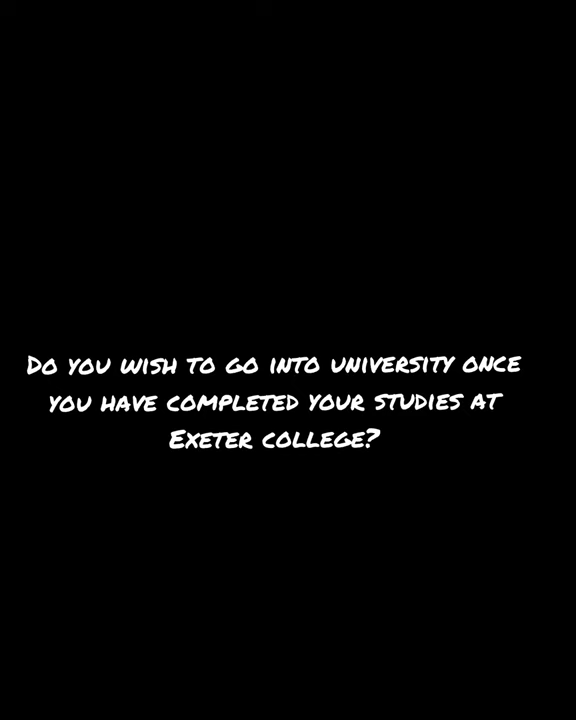 Do you wish to go into university once
you have completed your studies at
Exeter college?